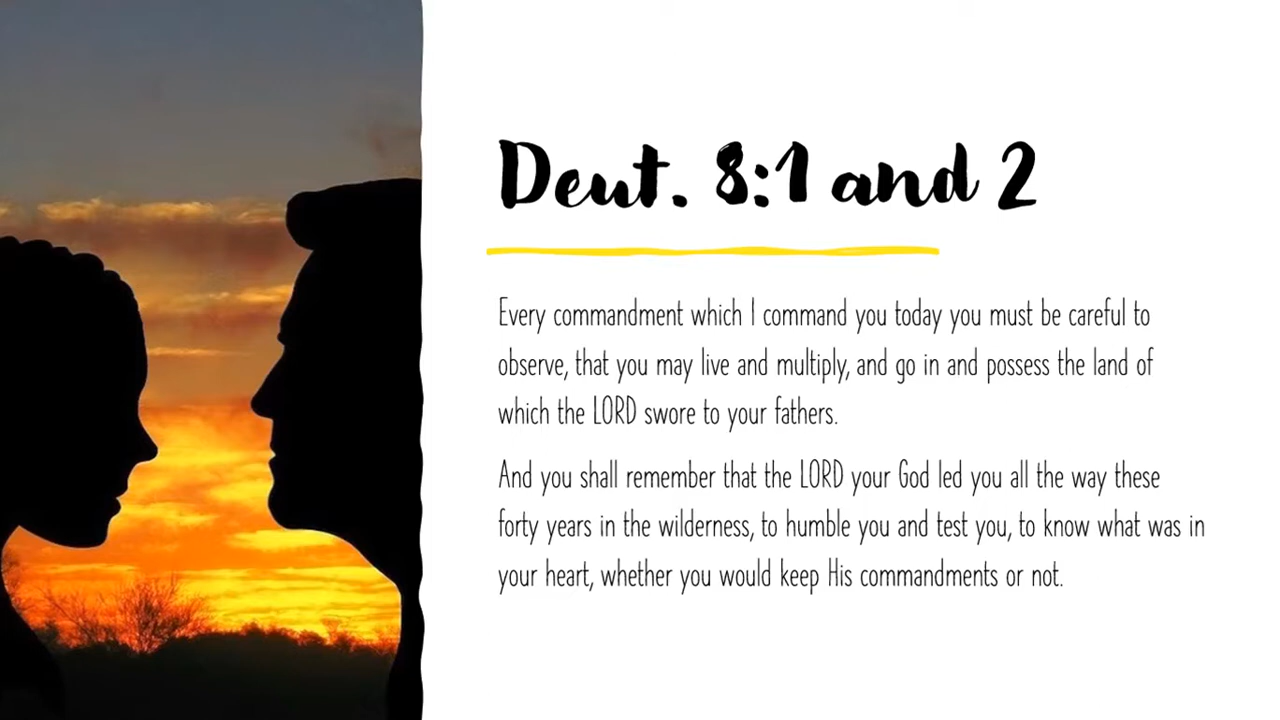 Deut. 8:1 and 2
Every commandment which I command you today you must be careful to
observe, that you may live and multiply, and go in and possess the land of
which the LORD swore to your fathers.
And you shall remember that the LORD your God led you all the way these
forty years in the wilderness, to humble you and test you, to know what was in
your heart, whether you would keep His commandments or not.